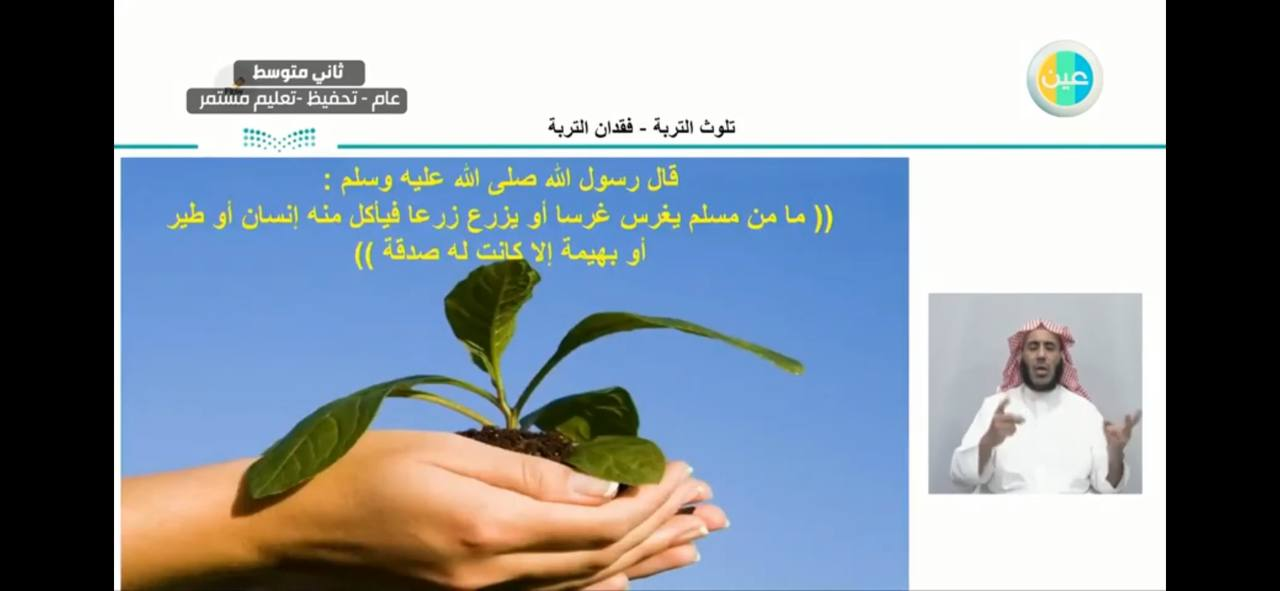 عين
ثاني متوسط
عام - تحفيظ -تعليم مستمر
تلوث التربة - فقدان التربة
قال رسول الله صلى الله عليه وسلم :
(( ما من مسلم يغرس غرسا أو يزرع زرعا فيأكل منه إنسان أو طير
أو بهيمة إلا كانت له صدقة ))